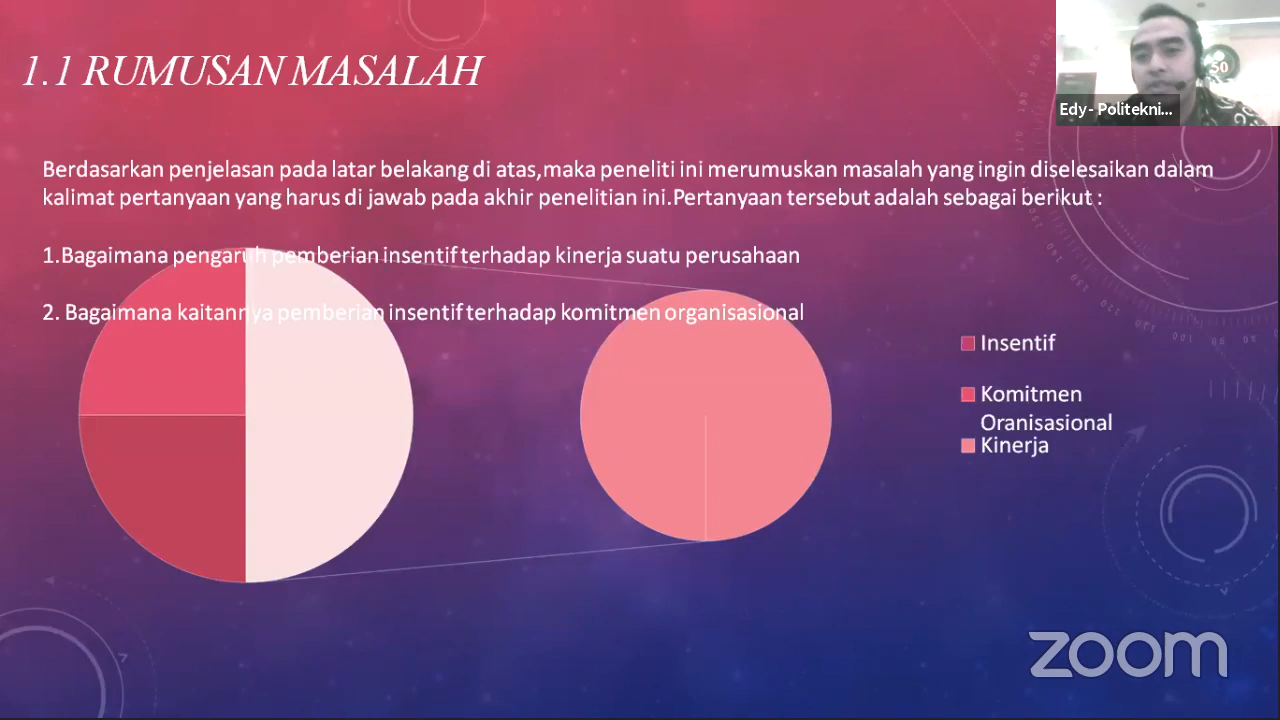 1.1 RUMUSAN MASALAH
50
Edy- Politekni...
Berdasarkan penjelasan pada latar belakang di atas,maka peneliti ini merumuskan masalah yang ingin diselesaikan dalam
kalimat pertanyaan yang harus di jawab pada akhir penelitian ini.Pertanyaan tersebut adalah sebagai berikut :
1.Bagaimana pengaruh pemberian insentif terhadap kinerja suatu perusahaan
2. Bagaimana kaitannya pemberian insentif terhadap komitmen organisasional
Insentif
Komitmen
Oranisasional
Kinerja
zoom